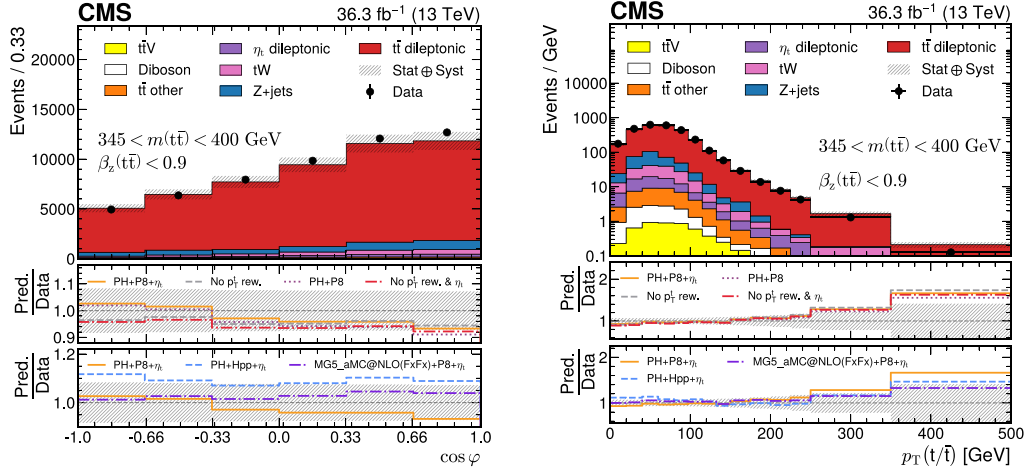 CMS 36.3 fb⁻¹ (13 TeV)
Events / 0.33
20000
15000
10000
5000
0
tt̄V
ηt dileptonic
tt̄ dileptonic
Diboson
tW
Stat ⊕ Syst
tt̄ other
Z+jets
Data
345 < m(tt̄) < 400 GeV
βz(tt̄) < 0.9
Pred.
Data
1.1
1.0
0.9
PH+P8+ηt
No pᵗT rew.
PH+P8
No pᵗT rew. & ηt
Pred.
Data
1.2
1.0
PH+P8+ηt
PH+Hpp+ηt
MG5_aMC@NLO(FxFx)+P8+ηt
-1.0 -0.66 -0.33 0.0 0.33 0.66 1.0
cos φ
CMS 36.3 fb⁻¹ (13 TeV)
Events / GeV
1000
100
10
1
0.1
tt̄V
ηt dileptonic
tt̄ dileptonic
Diboson
tW
Stat ⊕ Syst
tt̄ other
Z+jets
Data
345 < m(tt̄) < 400 GeV
βz(tt̄) < 0.9
Pred.
Data
2
1
PH+P8+ηt
PH+P8
No pᵗT rew.
No pᵗT rew. & ηt
Pred.
Data
2
1
PH+P8+ηt
MG5_aMC@NLO(FxFx)+P8+ηt
PH+Hpp+ηt
0 100 200 300 400 500
pT(t/t̄) [GeV]